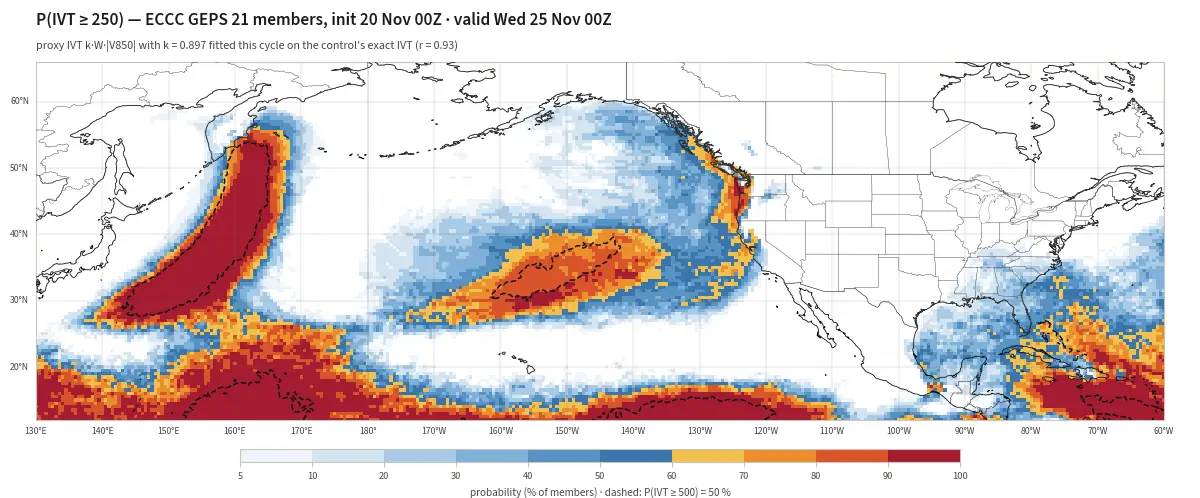 P(IVT ≥ 250) — ECCC GEPS 21 members, init 20 Nov 00Z · valid Wed 25 Nov 00Z
proxy IVT k·W·|V850| with k = 0.897 fitted this cycle on the control's exact IVT (r = 0.93)
60°N
50°N
40°N
30°N
20°N
130°E 140°E 150°E 160°E 170°E 180° 170°W 160°W 150°W 140°W 130°W 120°W 110°W 100°W 90°W 80°W 70°W 60°W
5 10 20 30 40 50 60 70 80 90 100
probability (% of members) · dashed: P(IVT ≥ 500) = 50 %